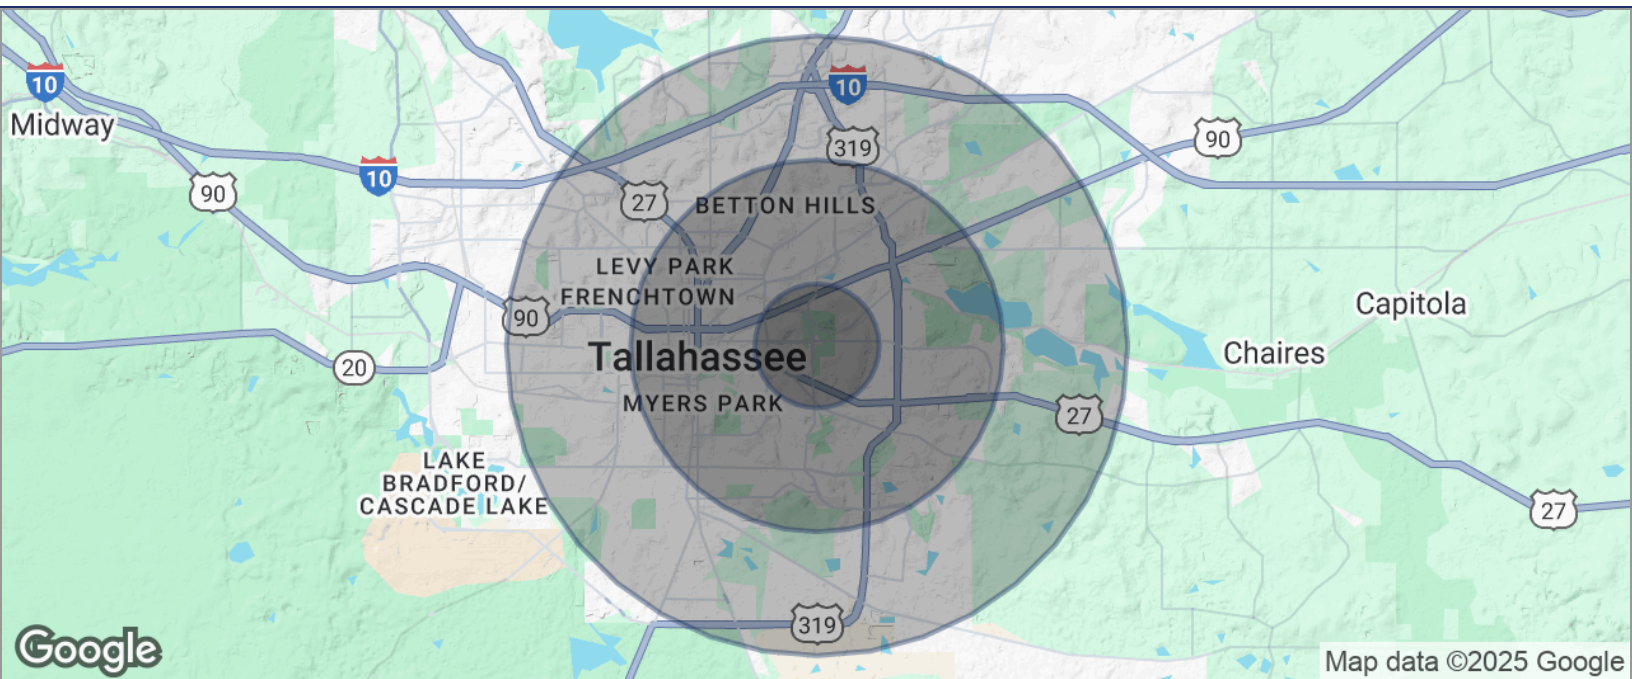 10
Midway
90
10
27
319
10
90
BETTON HILLS
LEVY PARK
FRENCHTOWN
90
Tallahassee
MYERS PARK
20
Capitola
Chaires
27
LAKE
BRADFORD/
CASCADE LAKE
27
319
Google
Map data ©2025 Google